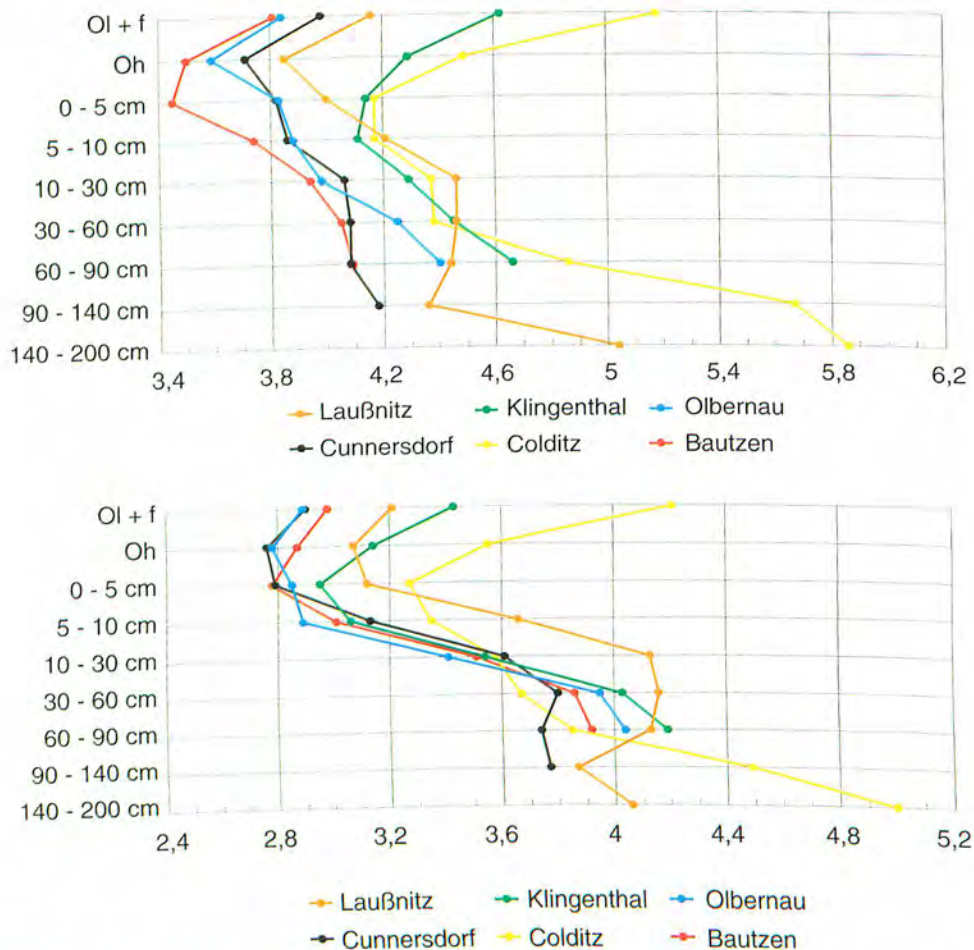 Ol + f
Oh
0 - 5 cm
5 - 10 cm
10 - 30 cm
30 - 60 cm
60 - 90 cm
90 - 140 cm
140 - 200 cm
3,4 3,8 4,2 4,6 5 5,4 5,8 6,2
Laußnitz Klingenthal Olbernau
Cunnersdorf Colditz Bautzen
Ol + f
Oh
0 - 5 cm
5 - 10 cm
10 - 30 cm
30 - 60 cm
60 - 90 cm
90 - 140 cm
140 - 200 cm
2,4 2,8 3,2 3,6 4 4,4 4,8 5,2
Laußnitz Klingenthal Olbernau
Cunnersdorf Colditz Bautzen